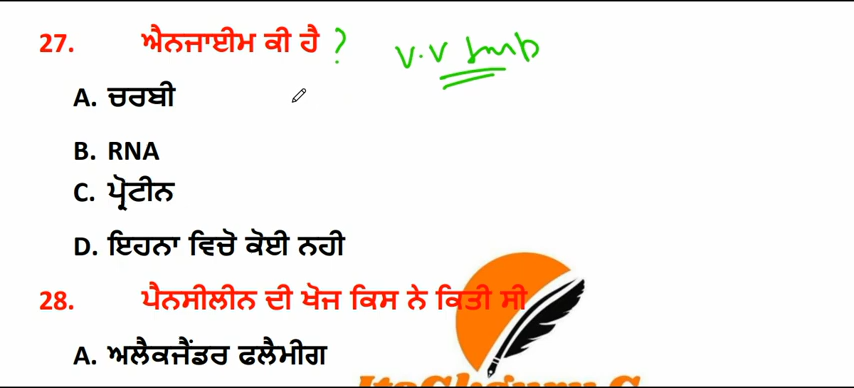 27. ਐਨਜਾਈਮ ਕੀ ਹੈ ? v.v Imp
A. ਚਰਬੀ
B. RNA
C. ਪ੍ਰੋਟੀਨ
D. ਇਹਨਾ ਵਿਚੋ ਕੋਈ ਨਹੀ
28. ਪੈਨਸੀਲੀਨ ਦੀ ਖੋਜ ਕਿਸ ਨੇ ਕਿਤੀ ਸੀ
A. ਅਲੈਕਜੈਂਡਰ ਫਲੈਮੀਗ